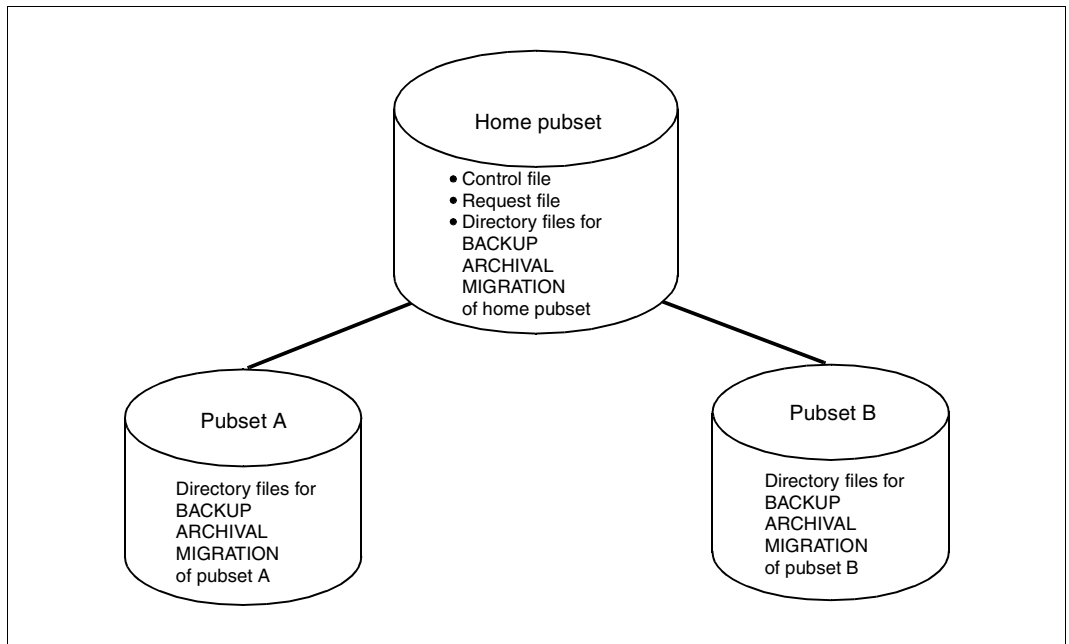 Home pubset
• Control file
• Request file
• Directory files for
BACKUP
ARCHIVAL
MIGRATION
of home pubset
Pubset A
Directory files for
BACKUP
ARCHIVAL
MIGRATION
of pubset A
Pubset B
Directory files for
BACKUP
ARCHIVAL
MIGRATION
of pubset B